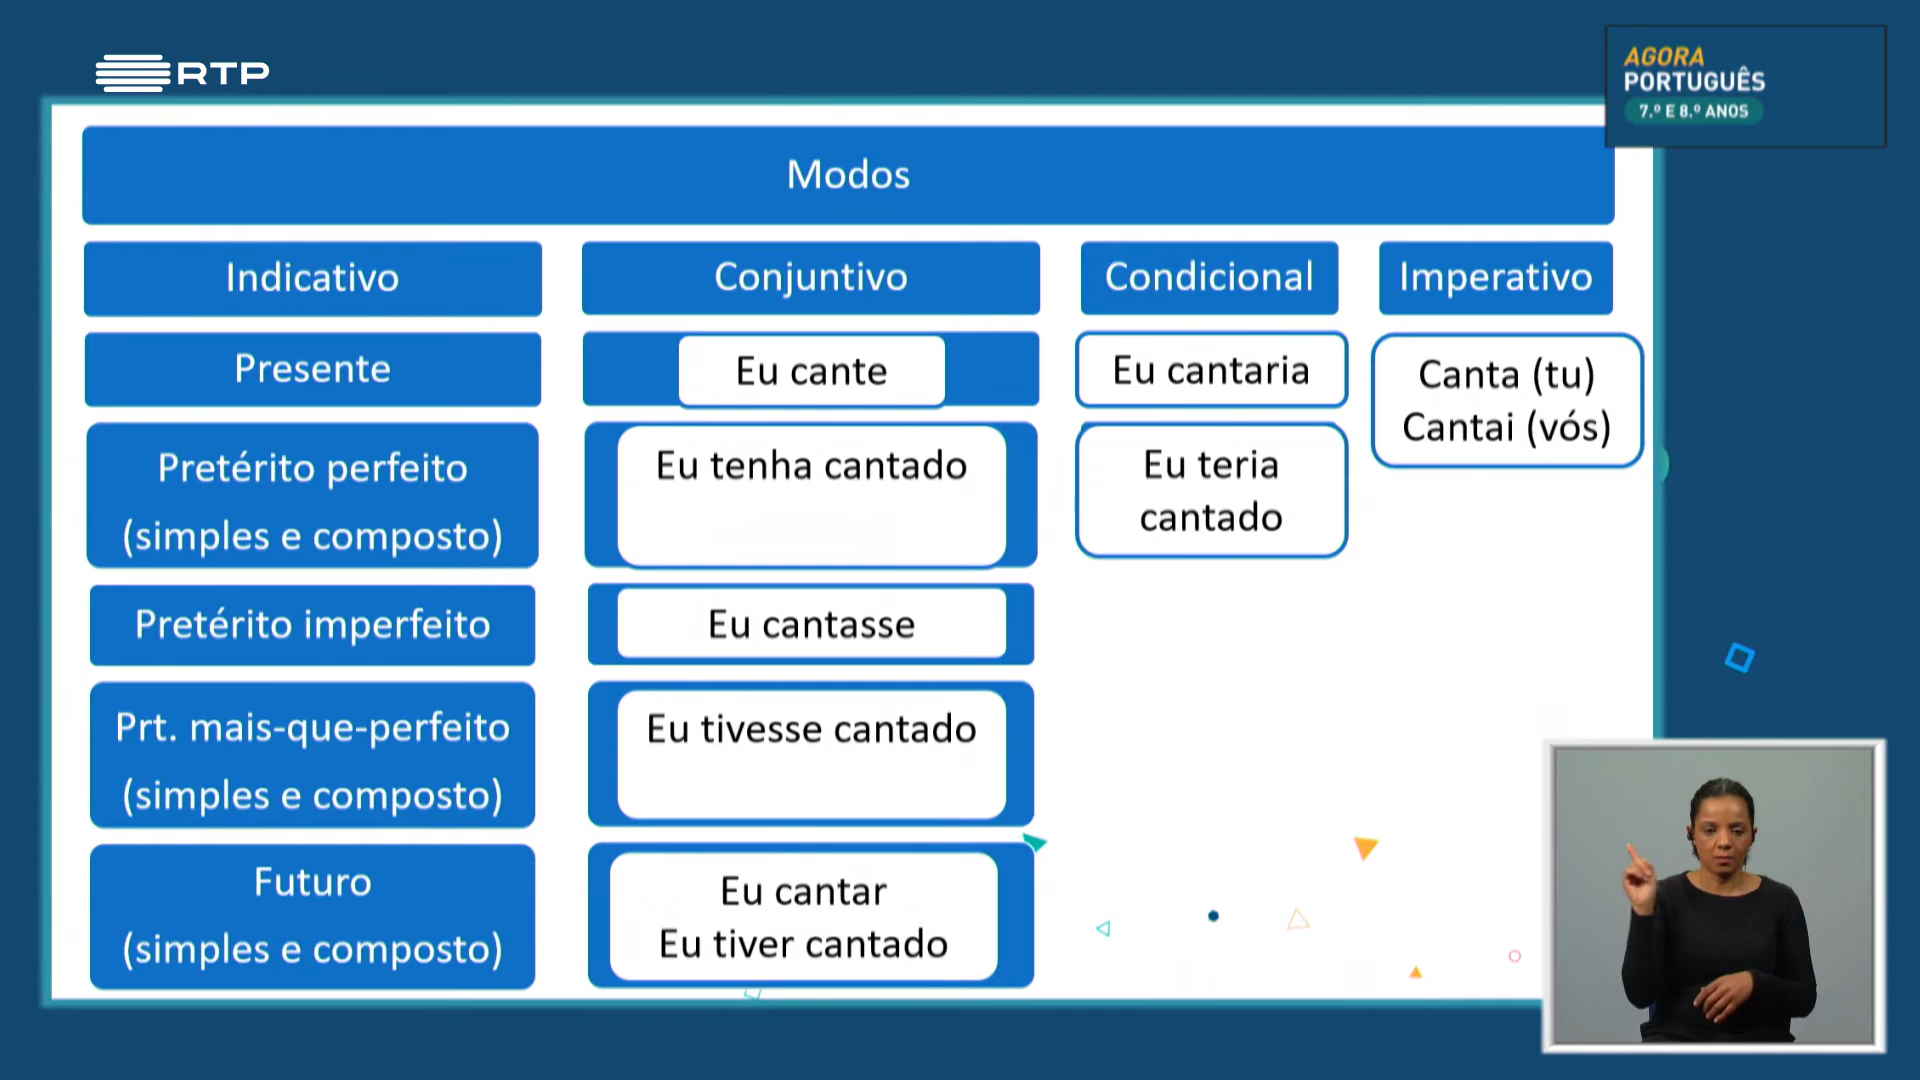 RTP
AGORA
PORTUGUÊS
7.º E 8.º ANOS
Modos
Indicativo
Conjuntivo
Condicional
Imperativo
Presente
Eu cante
Eu cantaria
Canta (tu)
Cantai (vós)
Pretérito perfeito
(simples e composto)
Eu tenha cantado
Eu teria
cantado
Pretérito imperfeito
Eu cantasse
Prt. mais-que-perfeito
(simples e composto)
Eu tivesse cantado
Futuro
(simples e composto)
Eu cantar
Eu tiver cantado